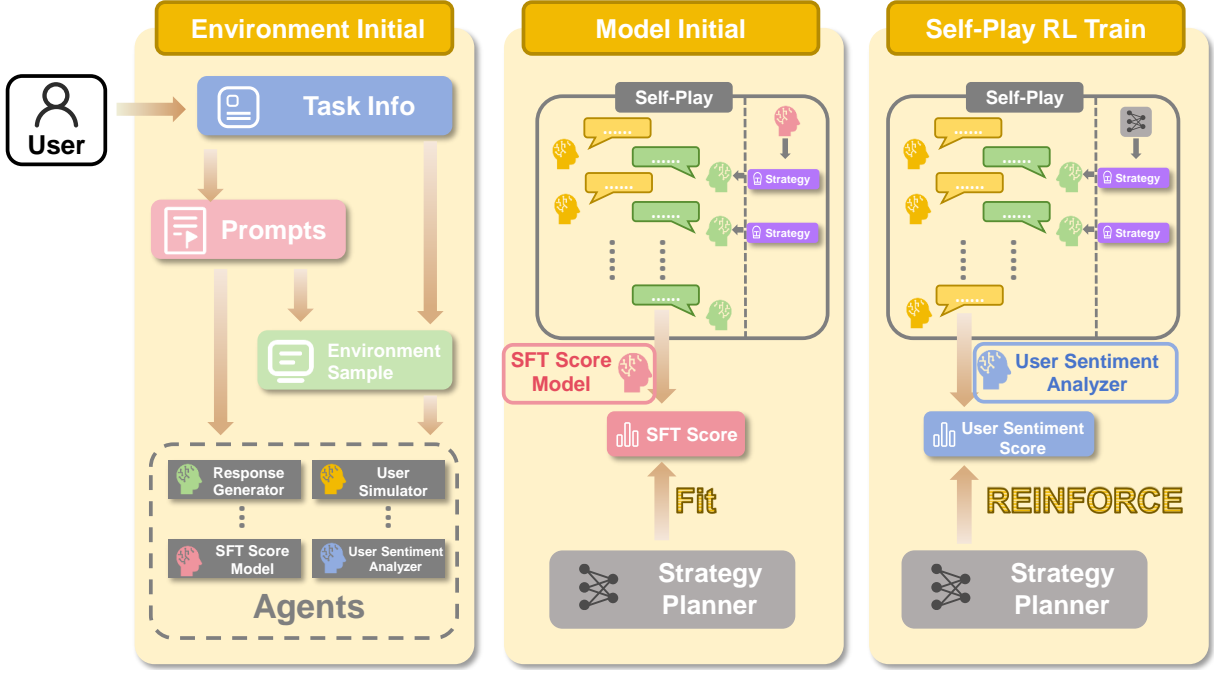 Environment Initial
User
Task Info
Prompts
Environment
Sample
Response
Generator
User
Simulator
SFT Score
Model
User Sentiment
Analyzer
Agents
Model Initial
Self-Play
......
......
Strategy
......
......
Strategy
......
SFT Score
Model
SFT Score
Fit
Strategy
Planner
Self-Play RL Train
Self-Play
......
......
Strategy
......
......
Strategy
......
User Sentiment
Analyzer
User Sentiment
Score
REINFORCE
Strategy
Planner